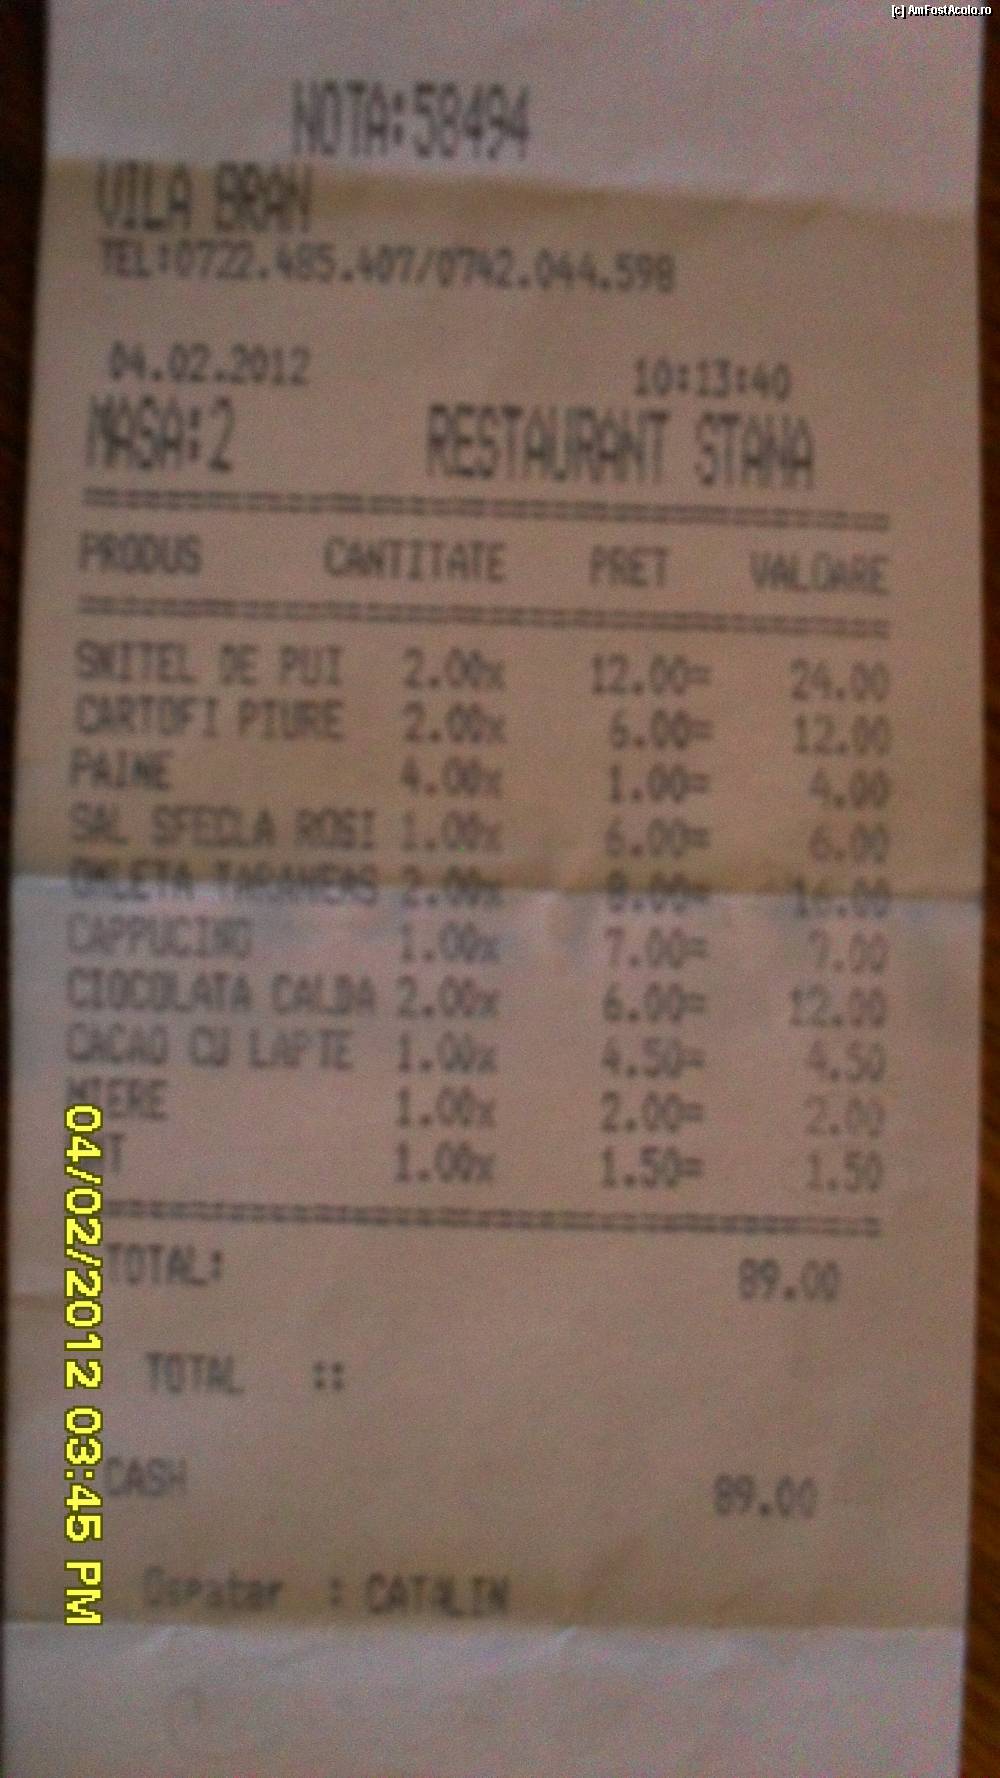 [c] AmFostAcolo.ro
NOTA:58494
VILA BRAN
TEL:0722.485.407/0742.044.598
04.02.2012 10:13:40
MASA:2 RESTAURANT STANA
PRODUS CANTITATE PRET VALOARE
SNITEL DE PUI 2.00x 12.00= 24.00
CARTOFI PIURE 2.00x 6.00= 12.00
PAINE 4.00x 1.00= 4.00
SAL SFECLA ROSI 1.00x 6.00= 6.00
OMLETA TARANEAS 2.00x 8.00= 16.00
CAPPUCINO 1.00x 7.00= 7.00
CIOCOLATA CALDA 2.00x 6.00= 12.00
CACAO CU LAPTE 1.00x 4.50= 4.50
MIERE 1.00x 2.00= 2.00
1.00x 1.50= 1.50
TOTAL: 89.00
TOTAL ::
CASH 89.00
Ospatar : CATALIN
04/02/2012 03:45 PM